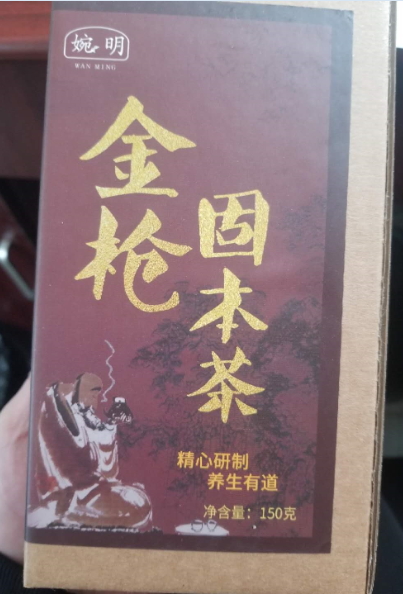 婉明
WAN MING
金枪
固本茶
精心研制
养生有道
净含量：150克